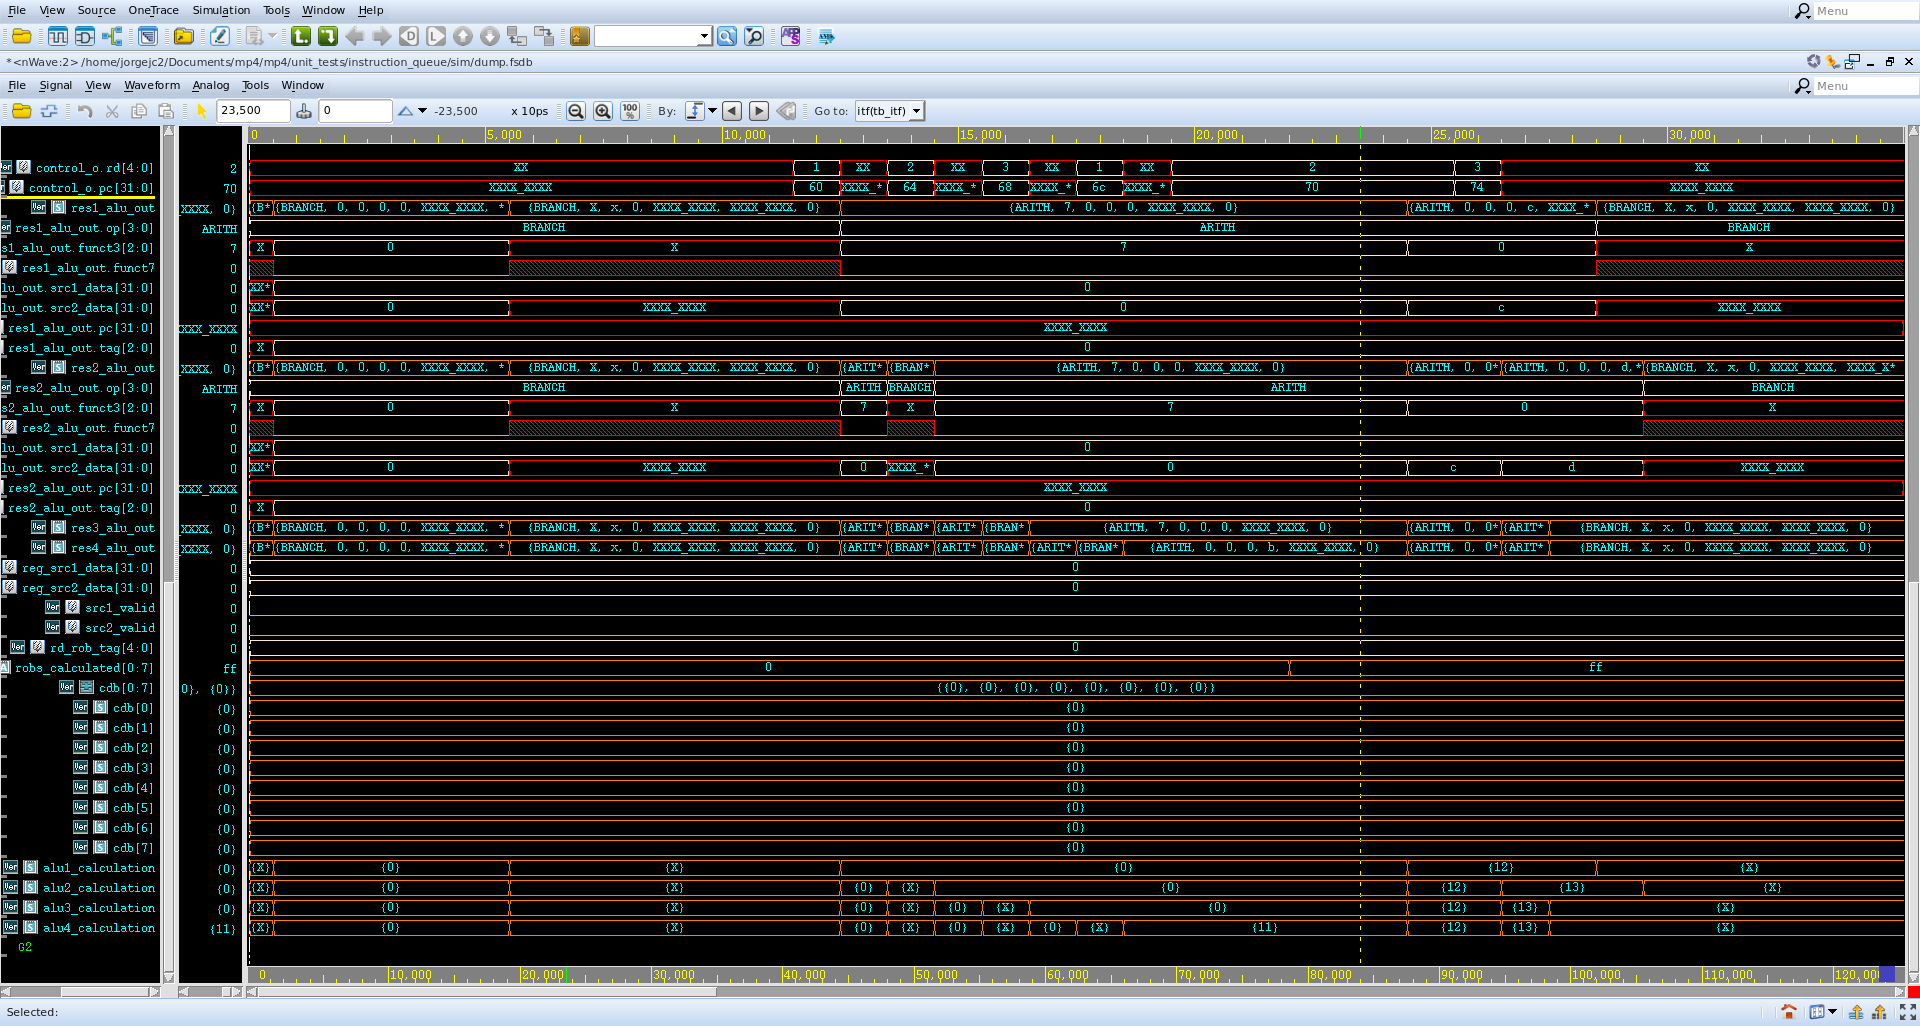 File View Source OneTrace Simulation Tools Window Help Menu
*<nWave:2> /home/jorgejc2/Documents/mp4/mp4/unit_tests/instruction_queue/sim/dump.fsdb
File Signal View Waveform Analog Tools Window Menu
23,500 0 -23,500 x 10ps 100% By: Go to: itf(tb_itf)
0 5,000 10,000 15,000 20,000 25,000 30,000
control_o.rd[4:0] 2 XX 1 XX 2 XX 3 XX 1 XX 2 3 XX
control_o.pc[31:0] 70 XXXX_XXXX 60 XXXX_* 64 XXXX_* 68 XXXX_* 6c XXXX_* 70 74 XXXX_XXXX
res1_alu_out XXXX, 0} {B* {BRANCH, 0, 0, 0, 0, XXXX_XXXX, * {BRANCH, X, x, 0, XXXX_XXXX, XXXX_XXXX, 0} {ARITH, 7, 0, 0, 0, XXXX_XXXX, 0} {ARITH, 0, 0, 0, c, XXXX_* {BRANCH, X, x, 0, XXXX_XXXX, XXXX_XXXX, 0}
res1_alu_out.op[3:0] ARITH BRANCH ARITH BRANCH
s1_alu_out.funct3[2:0] 7 X 0 X 7 0 X
res1_alu_out.funct7 0
lu_out.src1_data[31:0] 0 XX* 0
lu_out.src2_data[31:0] 0 XX* 0 XXXX_XXXX 0 c XXXX_XXXX
res1_alu_out.pc[31:0] XXX_XXXX XXXX_XXXX
res1_alu_out.tag[2:0] 0 X 0
res2_alu_out XXXX, 0} {B* {BRANCH, 0, 0, 0, 0, XXXX_XXXX, * {BRANCH, X, x, 0, XXXX_XXXX, XXXX_XXXX, 0} {ARIT* {BRAN* {ARITH, 7, 0, 0, 0, XXXX_XXXX, 0} {ARITH, 0, 0* {ARITH, 0, 0, 0, d,* {BRANCH, X, x, 0, XXXX_XXXX, XXXX_X*
res2_alu_out.op[3:0] ARITH BRANCH ARITH BRANCH ARITH BRANCH
s2_alu_out.funct3[2:0] 7 X 0 X 7 X 7 0 X
res2_alu_out.funct7 0
lu_out.src1_data[31:0] 0 XX* 0
lu_out.src2_data[31:0] 0 XX* 0 XXXX_XXXX 0 XXXX_* 0 c d XXXX_XXXX
res2_alu_out.pc[31:0] XXX_XXXX XXXX_XXXX
res2_alu_out.tag[2:0] 0 X 0
res3_alu_out XXXX, 0} {B* {BRANCH, 0, 0, 0, 0, XXXX_XXXX, * {BRANCH, X, x, 0, XXXX_XXXX, XXXX_XXXX, 0} {ARIT* {BRAN* {ARIT* {BRAN* {ARITH, 7, 0, 0, 0, XXXX_XXXX, 0} {ARITH, 0, 0* {ARIT* {BRANCH, X, x, 0, XXXX_XXXX, XXXX_XXXX, 0}
res4_alu_out XXXX, 0} {B* {BRANCH, 0, 0, 0, 0, XXXX_XXXX, * {BRANCH, X, x, 0, XXXX_XXXX, XXXX_XXXX, 0} {ARIT* {BRAN* {ARIT* {BRAN* {ARIT* {BRAN* {ARITH, 0, 0, 0, b, XXXX_XXXX, 0} {ARITH, 0, 0* {ARIT* {BRANCH, X, x, 0, XXXX_XXXX, XXXX_XXXX, 0}
reg_src1_data[31:0] 0 0
reg_src2_data[31:0] 0 0
src1_valid 0
src2_valid 0
rd_rob_tag[4:0] 0 0
robs_calculated[0:7] ff 0 ff
cdb[0:7] 0}, {0}} {{0}, {0}, {0}, {0}, {0}, {0}, {0}, {0}}
cdb[0] {0} {0}
cdb[1] {0} {0}
cdb[2] {0} {0}
cdb[3] {0} {0}
cdb[4] {0} {0}
cdb[5] {0} {0}
cdb[6] {0} {0}
cdb[7] {0} {0}
alu1_calculation {0} {X} {0} {X} {0} {12} {X}
alu2_calculation {0} {X} {0} {X} {0} {X} {0} {12} {13} {X}
alu3_calculation {0} {X} {0} {X} {0} {X} {0} {X} {0} {12} {13} {X}
alu4_calculation {11} {X} {0} {X} {0} {X} {0} {X} {0} {X} {11} {12} {13} {X}
G2
0 10,000 20,000 30,000 40,000 50,000 60,000 70,000 80,000 90,000 100,000 110,000
Selected: